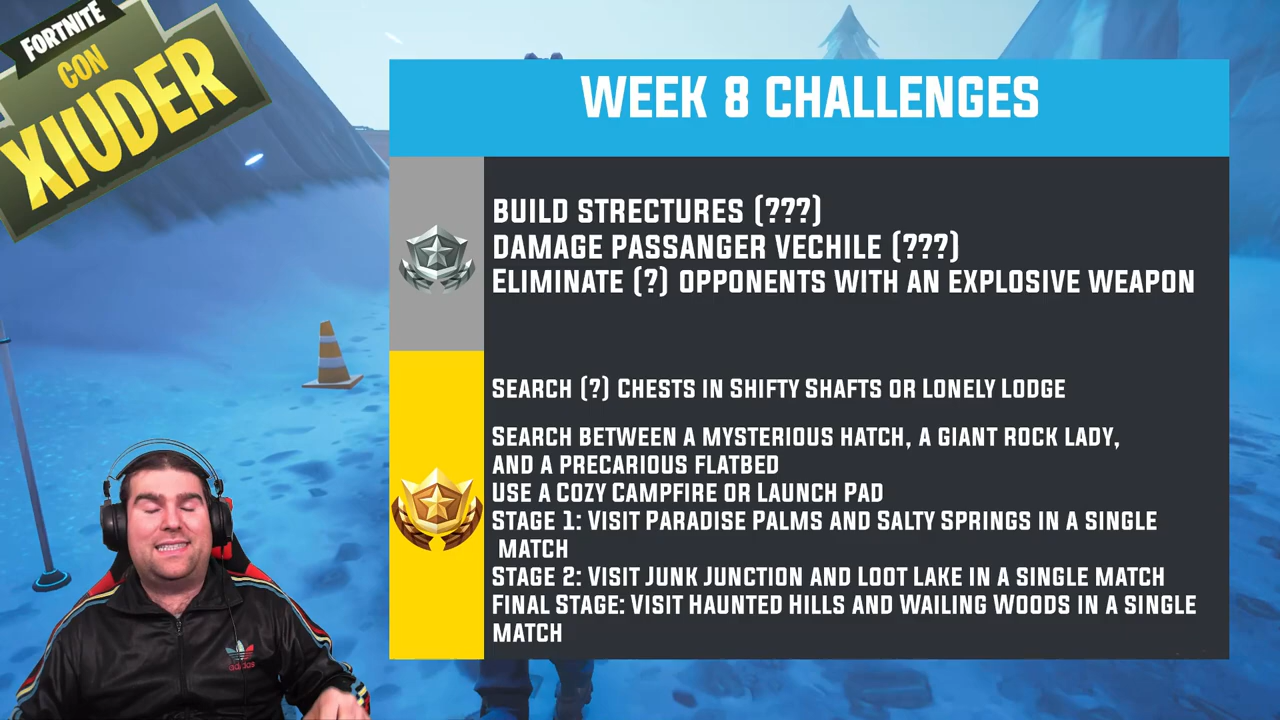 FORTNITE
CON
XIUDER
WEEK 8 CHALLENGES
BUILD STRECTURES (???)
DAMAGE PASSANGER VECHILE (???)
ELIMINATE (?) OPPONENTS WITH AN EXPLOSIVE WEAPON
SEARCH (?) CHESTS IN SHIFTY SHAFTS OR LONELY LODGE
SEARCH BETWEEN A MYSTERIOUS HATCH, A GIANT ROCK LADY,
AND A PRECARIOUS FLATBED
USE A COZY CAMPFIRE OR LAUNCH PAD
STAGE 1: VISIT PARADISE PALMS AND SALTY SPRINGS IN A SINGLE
MATCH
STAGE 2: VISIT JUNK JUNCTION AND LOOT LAKE IN A SINGLE MATCH
FINAL STAGE: VISIT HAUNTED HILLS AND WAILING WOODS IN A SINGLE
MATCH
adidas